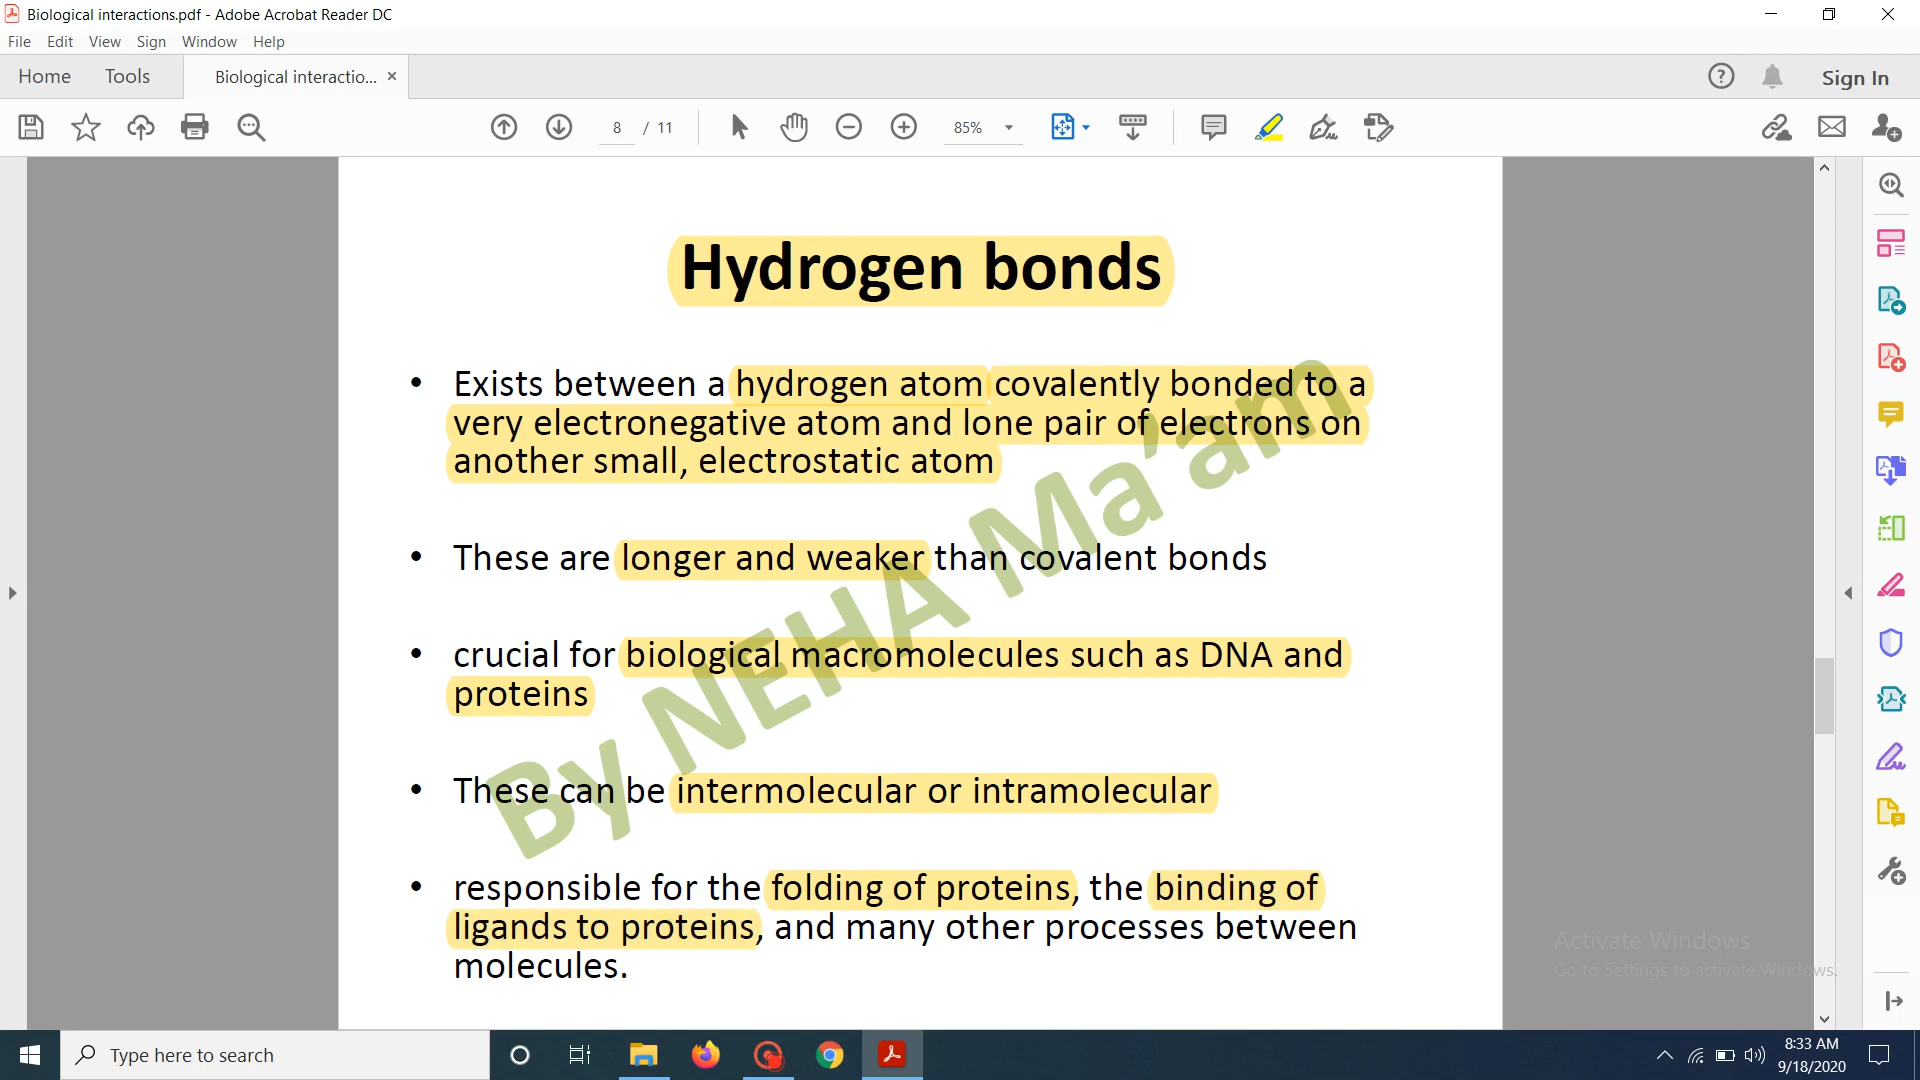 Biological interactions.pdf - Adobe Acrobat Reader DC
File Edit View Sign Window Help
Home Tools Biological interactio... × Sign In
8 / 11 85%
Hydrogen bonds
• Exists between a hydrogen atom covalently bonded to a
very electronegative atom and lone pair of electrons on
another small, electrostatic atom
• These are longer and weaker than covalent bonds
• crucial for biological macromolecules such as DNA and
proteins
• These can be intermolecular or intramolecular
• responsible for the folding of proteins, the binding of
ligands to proteins, and many other processes between
molecules.
By NEHA Ma'am
Activate Windows
Go to Settings to activate Windows.
Type here to search
8:33 AM
9/18/2020